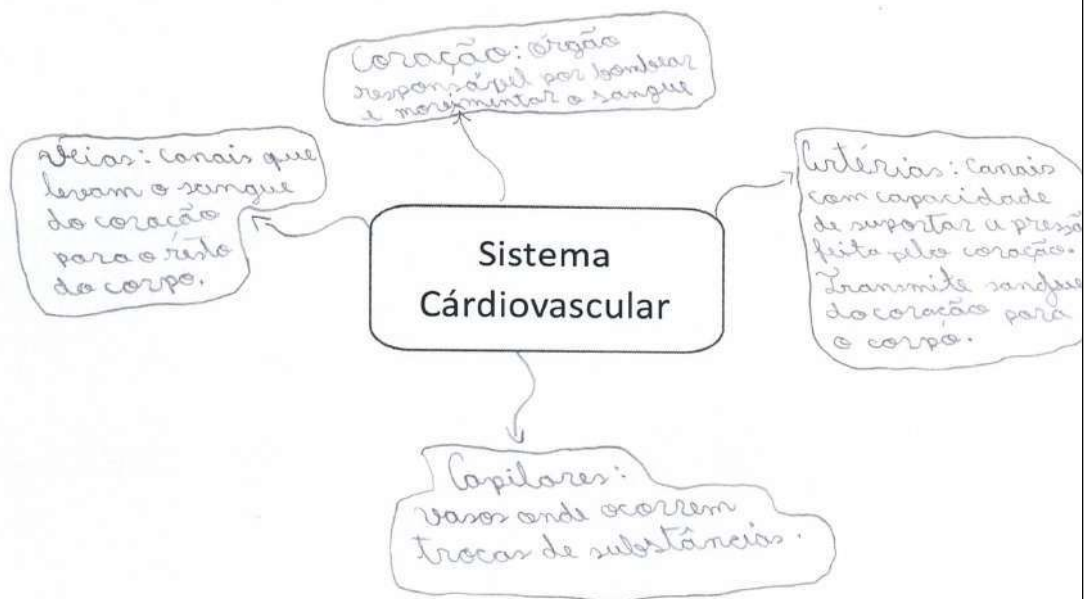 Coração: órgão
responsável por bombear
e movimentar o sangue
Veias: canais que
levam o sangue
do coração
para o resto
do corpo.
Sistema
Cárdiovascular
Artérias: canais
com capacidade
de suportar a pressã
feita pelo coração.
Transmite sangue
do coração para
o corpo.
Capilares:
vasos onde ocorrem
trocas de substâncias.